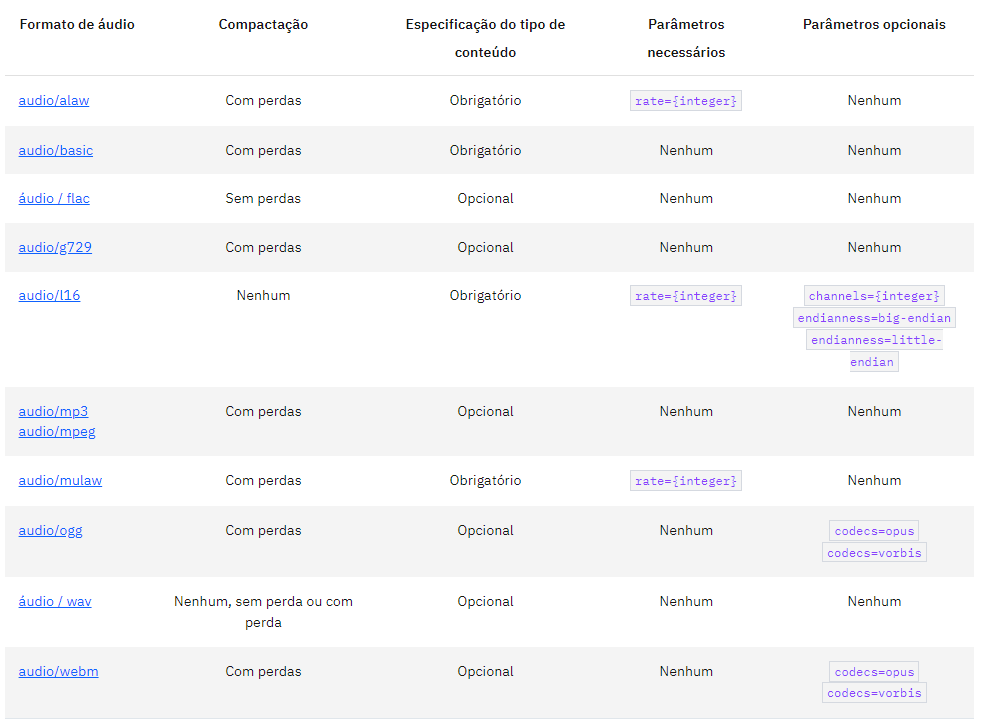 Formato de áudio Compactação Especificação do tipo de conteúdo Parâmetros necessários Parâmetros opcionais
audio/alaw Com perdas Obrigatório rate={integer} Nenhum
audio/basic Com perdas Obrigatório Nenhum Nenhum
áudio / flac Sem perdas Opcional Nenhum Nenhum
audio/g729 Com perdas Opcional Nenhum Nenhum
audio/l16 Nenhum Obrigatório rate={integer} channels={integer}
endianness=big-endian
endianness=little-
endian
audio/mp3 Com perdas Opcional Nenhum Nenhum
audio/mpeg
audio/mulaw Com perdas Obrigatório rate={integer} Nenhum
audio/ogg Com perdas Opcional Nenhum codecs=opus
codecs=vorbis
áudio / wav Nenhum, sem perda ou com perda Opcional Nenhum Nenhum
audio/webm Com perdas Opcional Nenhum codecs=opus
codecs=vorbis